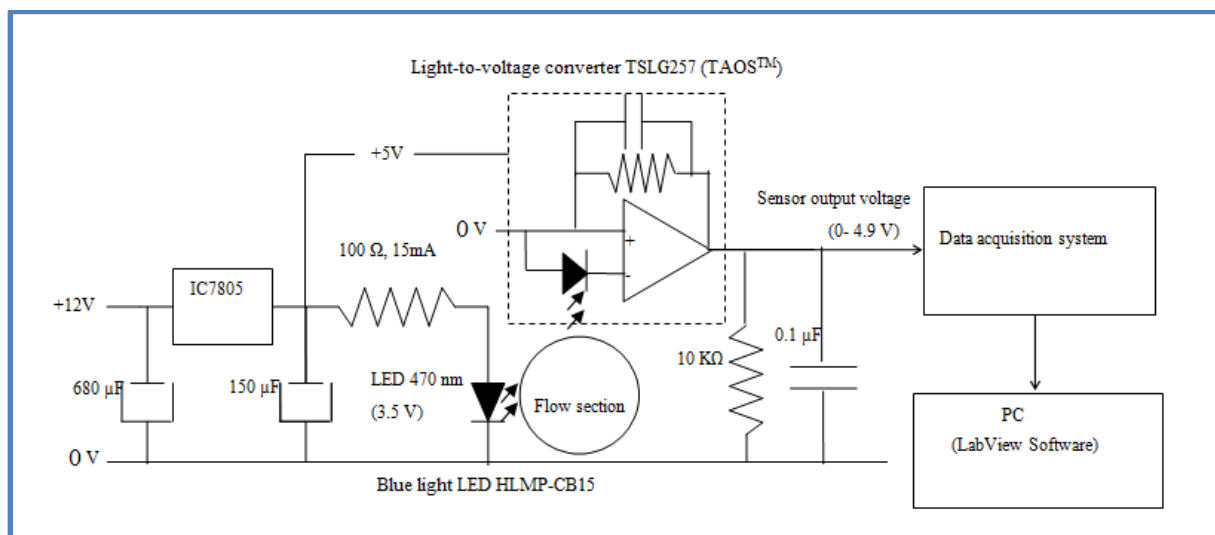 Light-to-voltage converter TSLG257 (TAOS™)
+5V
Sensor output voltage
(0- 4.9 V)
0 V
+
-
100 Ω, 15mA
Data acquisition system
IC7805
+12V
680 µF
150 µF
LED 470 nm
(3.5 V)
Flow section
10 KΩ
0.1 µF
PC
(LabView Software)
0 V
Blue light LED HLMP-CB15